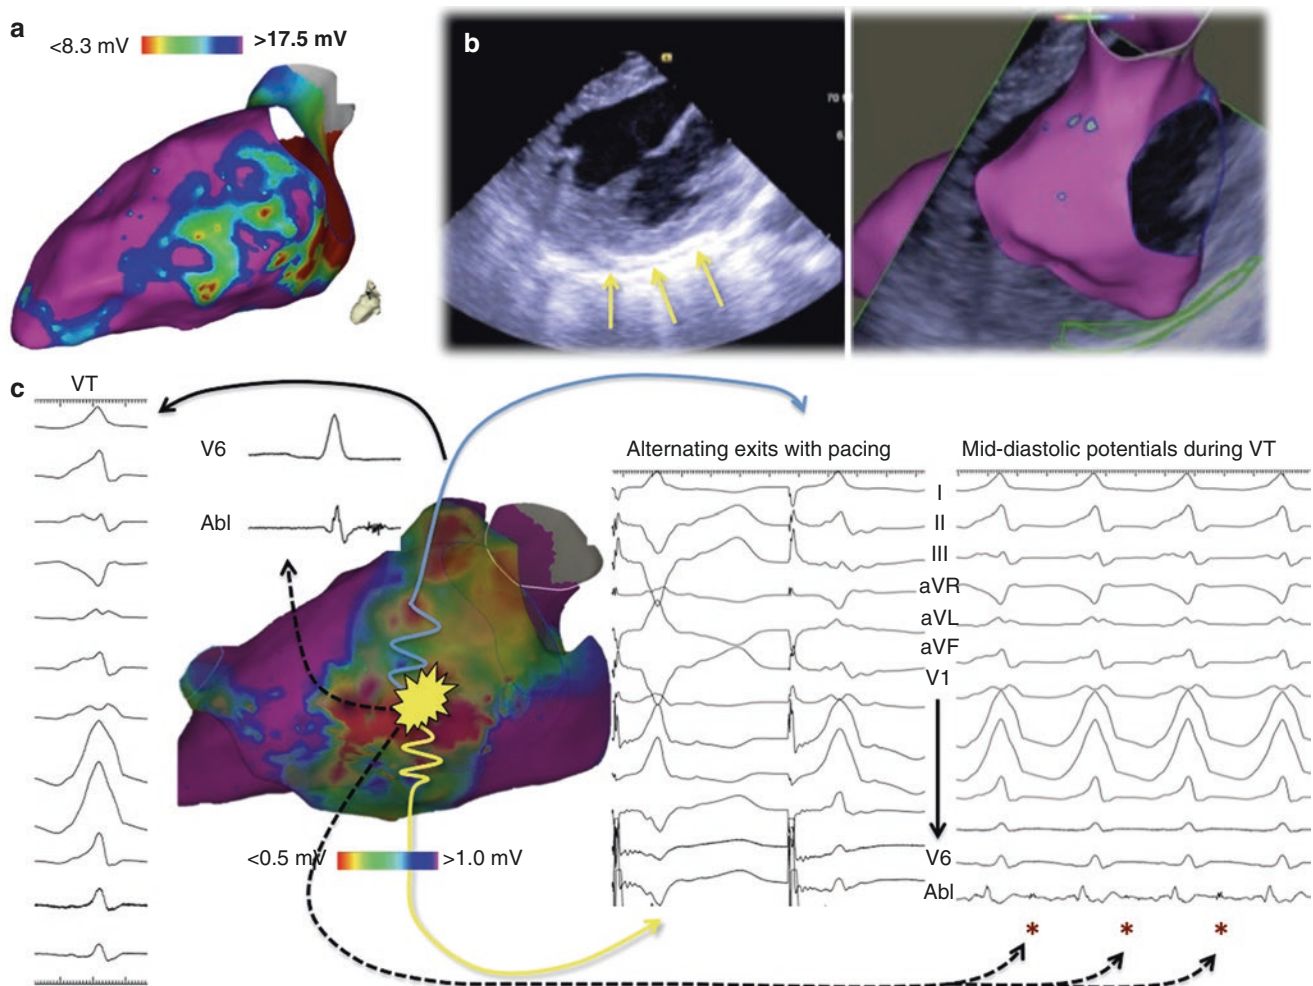 a
<8.3 mV
>17.5 mV
b
c
VT
V6
Abl
<0.5 mV
>1.0 mV
Alternating exits with pacing
Mid-diastolic potentials during VT
I
II
III
aVR
aVL
aVF
V1
V6
Abl
* * *